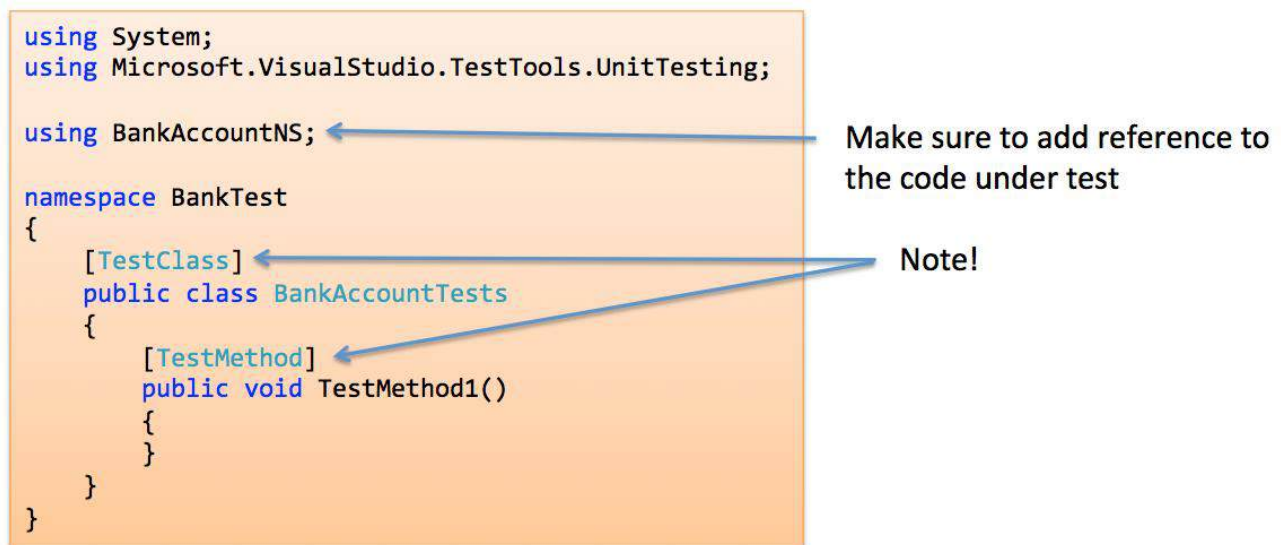 using System;
using Microsoft.VisualStudio.TestTools.UnitTesting;
using BankAccountNS;
Make sure to add reference to
the code under test
namespace BankTest
{
[TestClass]
Note!
public class BankAccountTests
{
[TestMethod]
public void TestMethod1()
{
}
}
}